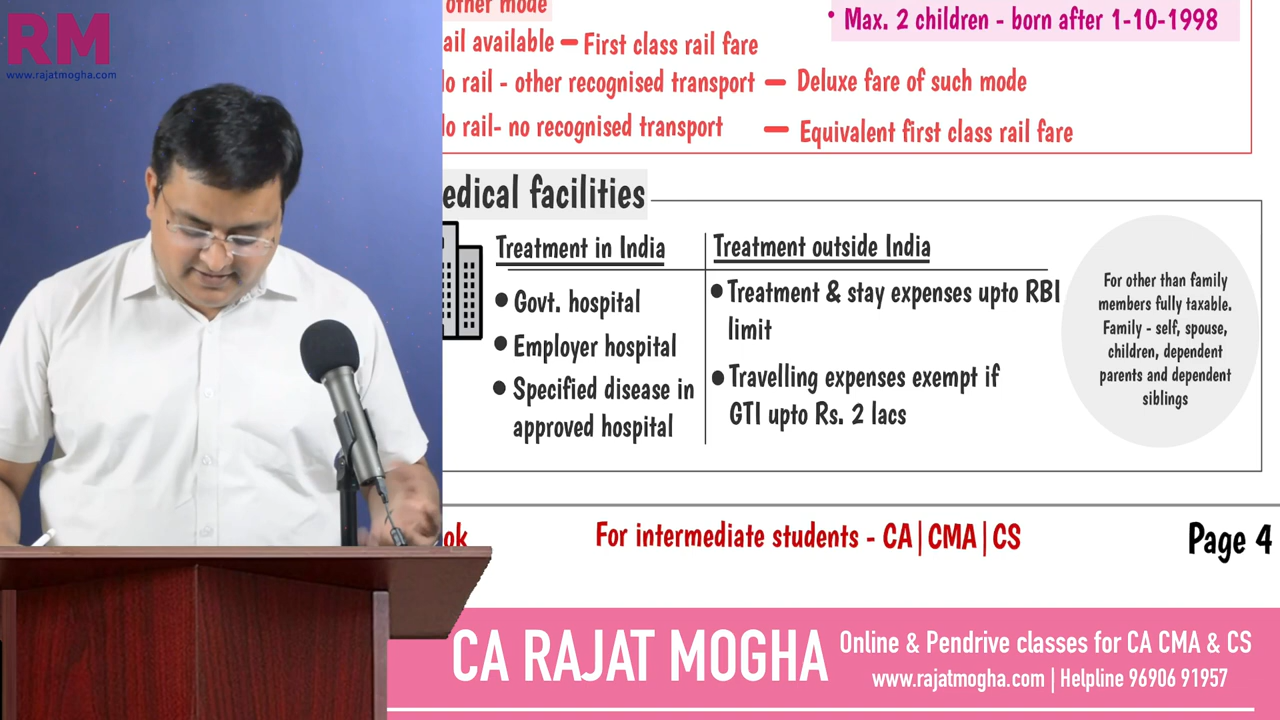 RM
www.rajatmogha.com
other mode
ail available – First class rail fare
lo rail - other recognised transport – Deluxe fare of such mode
lo rail- no recognised transport – Equivalent first class rail fare
• Max. 2 children - born after 1-10-1998
edical facilities
Treatment in India
• Govt. hospital
• Employer hospital
• Specified disease in
approved hospital
Treatment outside India
• Treatment & stay expenses upto RBI
limit
• Travelling expenses exempt if
GTI upto Rs. 2 lacs
For other than family
members fully taxable.
Family - self, spouse,
children, dependent
parents and dependent
siblings
ok
For intermediate students - CA|CMA|CS
Page 4
CA RAJAT MOGHA
Online & Pendrive classes for CA CMA & CS
www.rajatmogha.com | Helpline 96906 91957